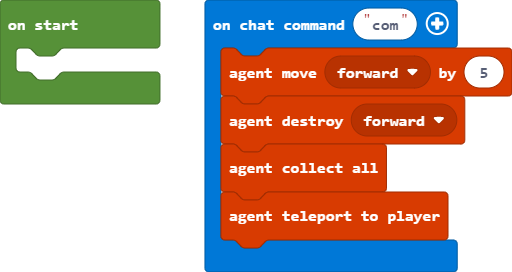 on start
on chat command "com"
agent move forward by 5
agent destroy forward
agent collect all
agent teleport to player